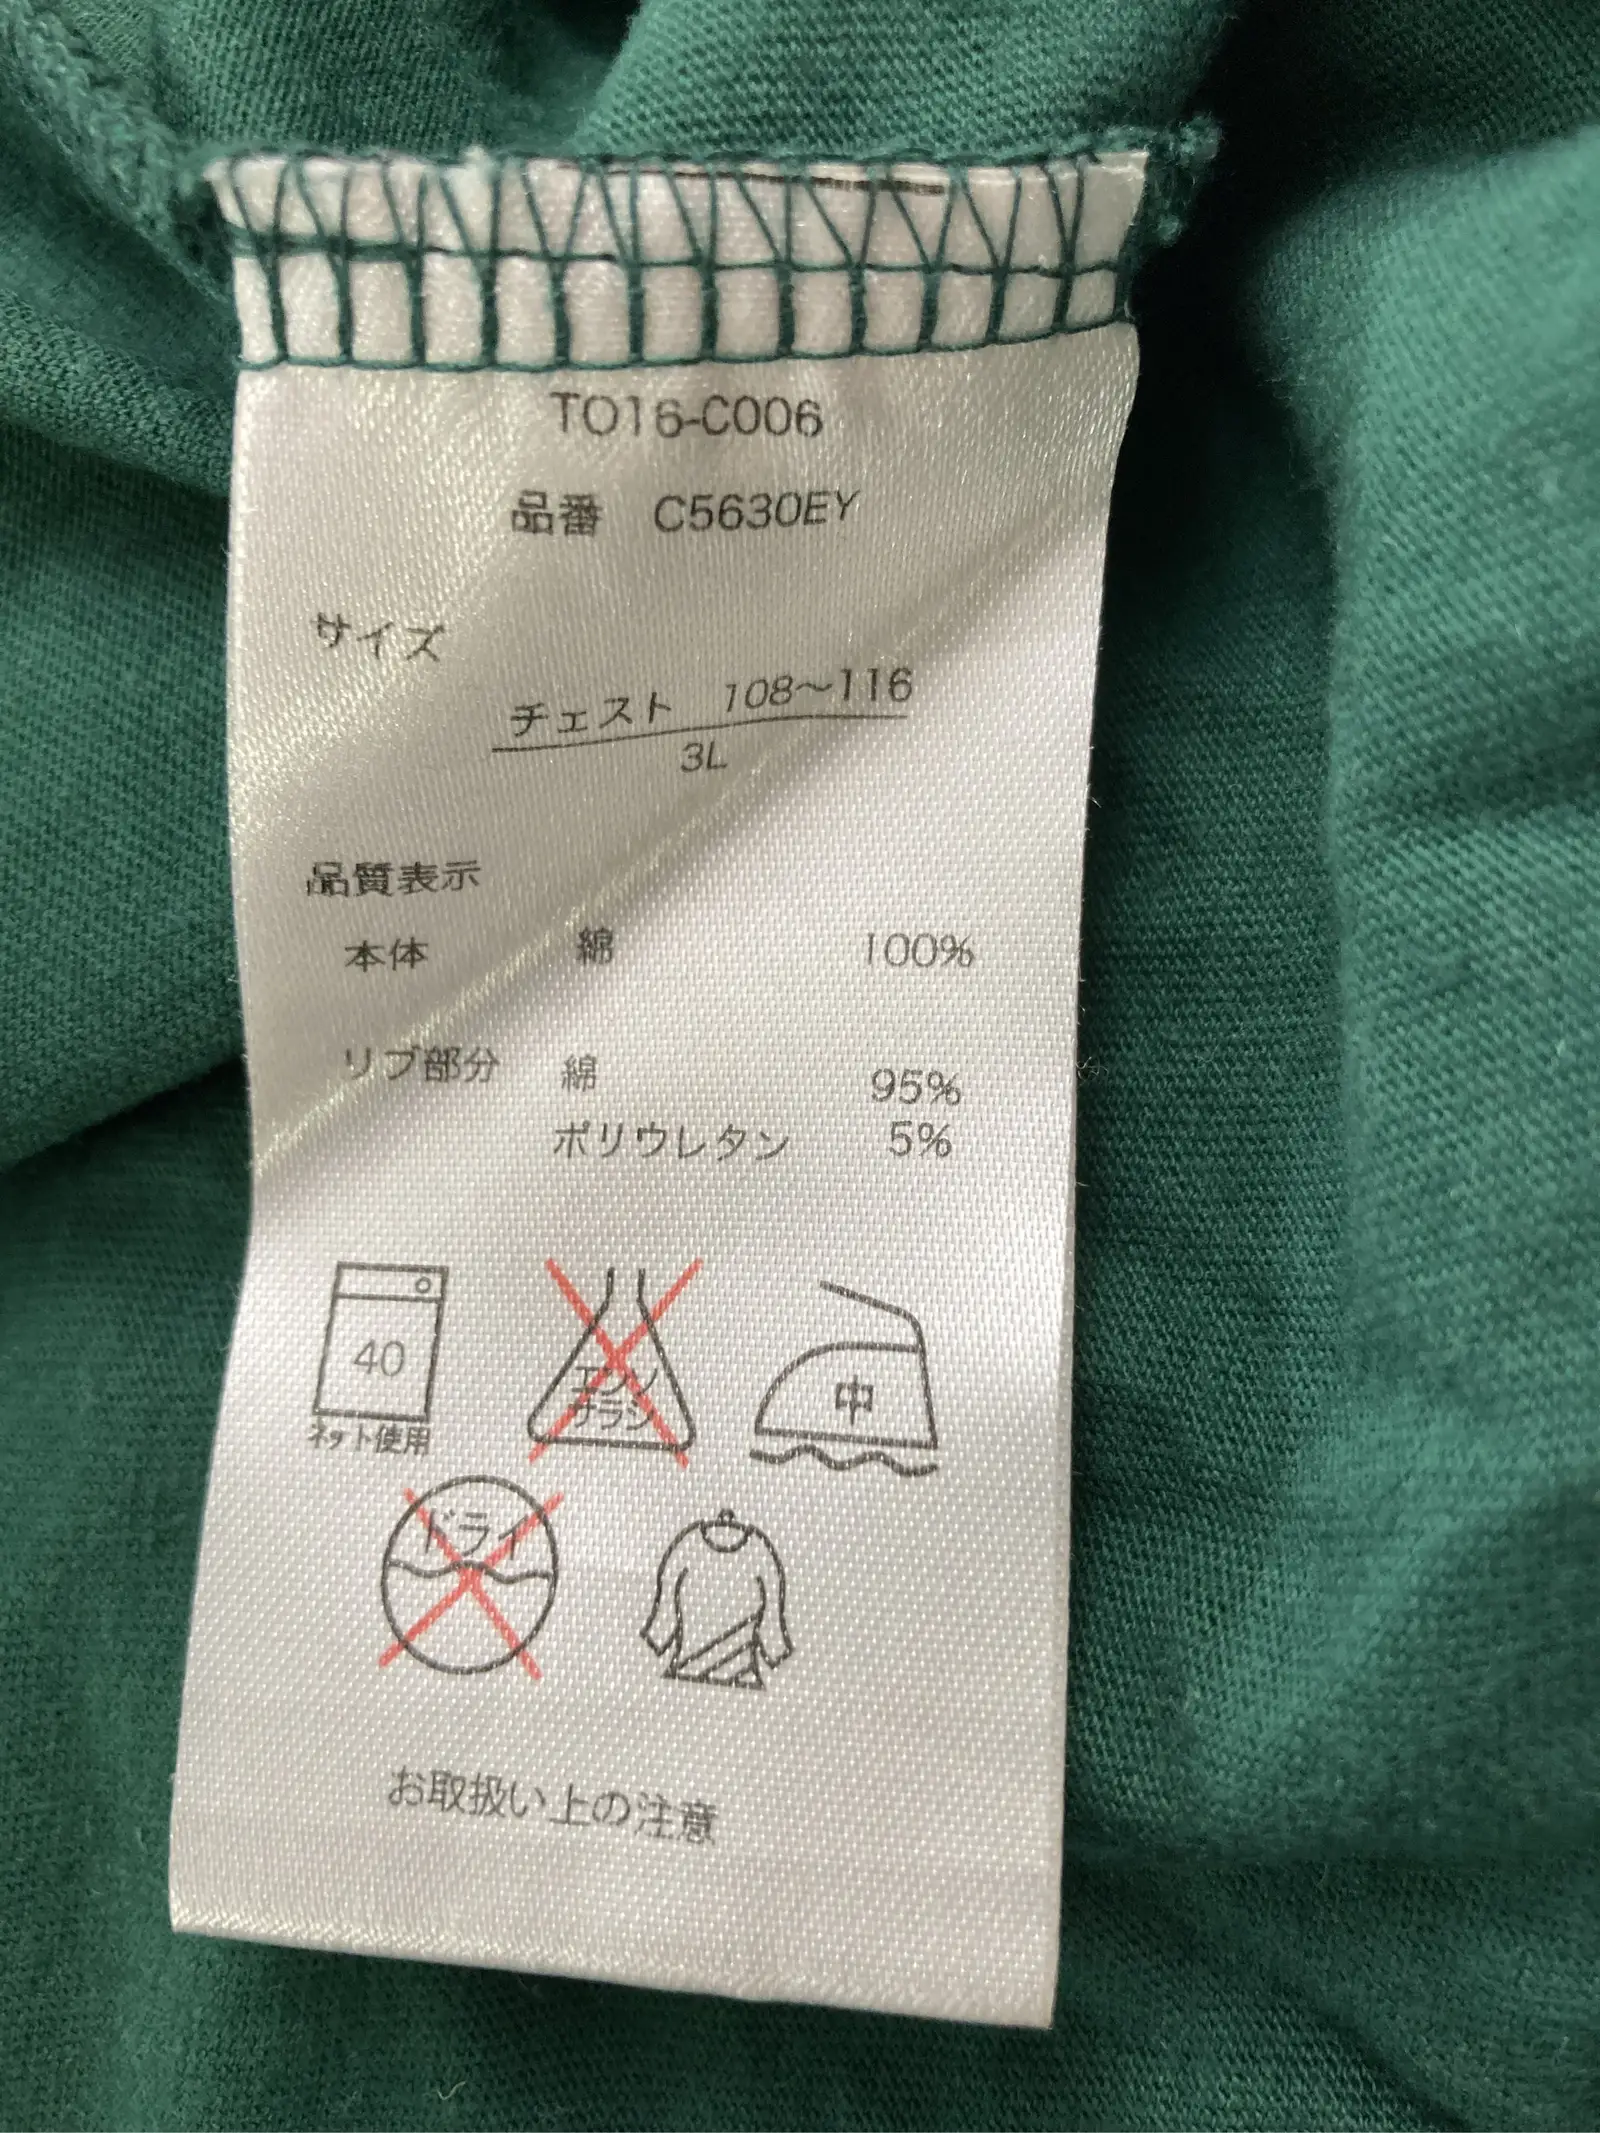 TO16-C006
品番 C5630EY
サイズ
チェスト 108～116
3L
品質表示
本体 綿 100%
リブ部分 綿 95%
ポリウレタン 5%
40
ネット使用
エンソ
サラシ
中
ドライ
お取扱い上の注意